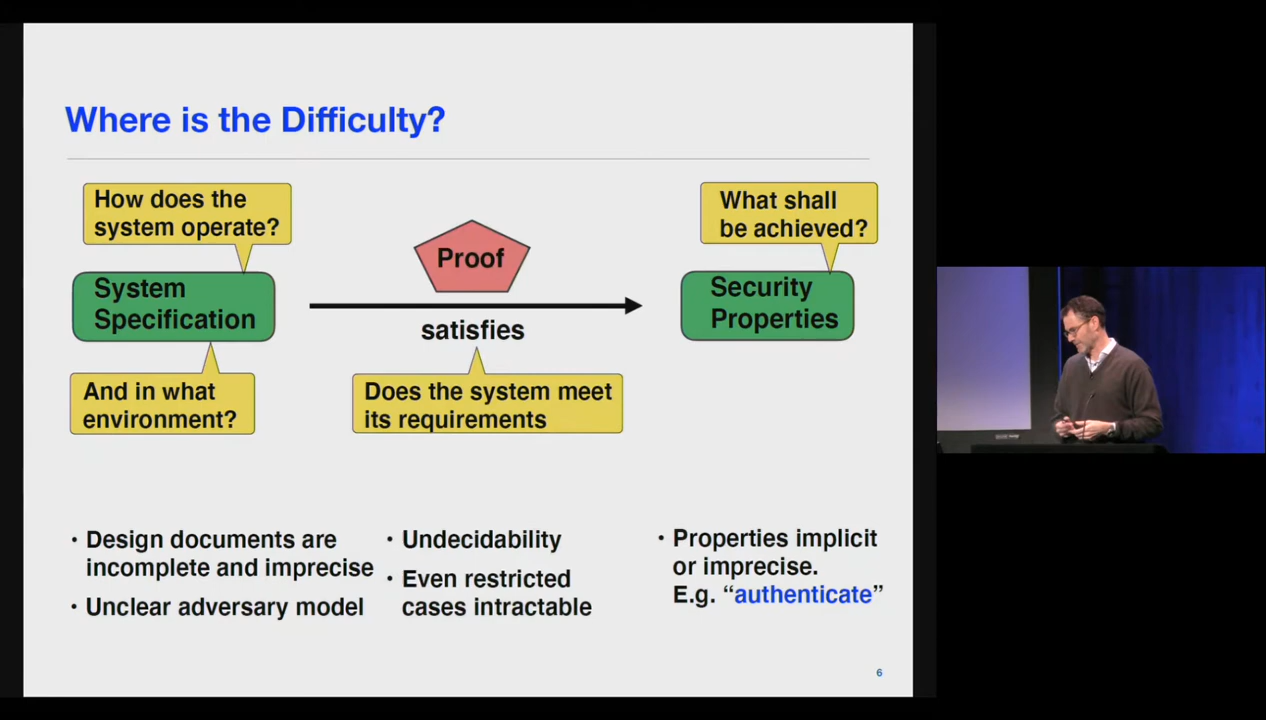 Where is the Difficulty?
How does the
system operate?
What shall
be achieved?
Proof
System
Specification
Security
Properties
satisfies
And in what
environment?
Does the system meet
its requirements
• Design documents are
incomplete and imprecise
• Unclear adversary model
• Undecidability
• Even restricted
cases intractable
• Properties implicit
or imprecise.
E.g. “authenticate”
6